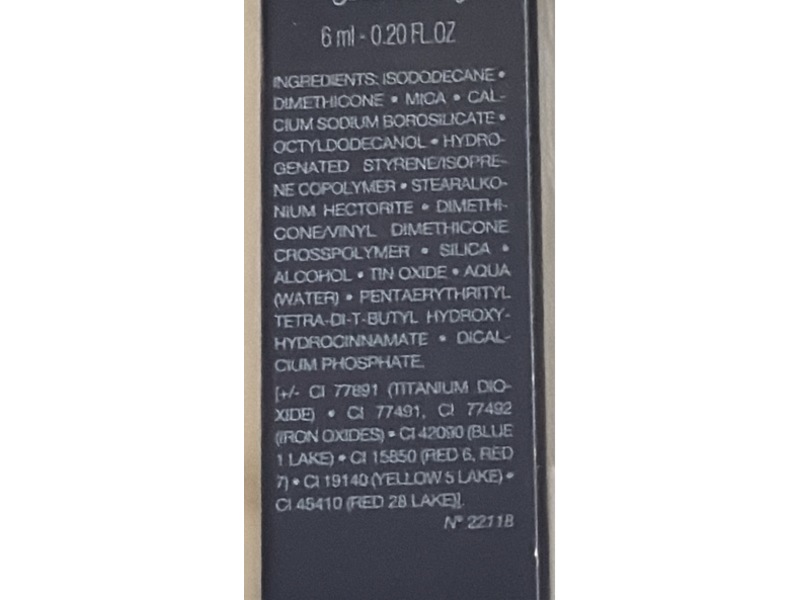 6 ml - 0.20 FL.OZ
INGREDIENTS: ISODODECANE •
DIMETHICONE • MICA • CAL-
CIUM SODIUM BOROSILICATE •
OCTYLDODECANOL • HYDRO-
GENATED STYRENE/ISOPRE-
NE COPOLYMER • STEARALKO-
NIUM HECTORITE • DIMETHI-
CONE/VINYL DIMETHICONE
CROSSPOLYMER • SILICA •
ALCOHOL • TIN OXIDE • AQUA
(WATER) • PENTAERYTHRITYL
TETRA-DI-T-BUTYL HYDROXY-
HYDROCINNAMATE • DICAL-
CIUM PHOSPHATE.
[+/- CI 77891 (TITANIUM DIO-
XIDE) • CI 77491, CI 77492
(IRON OXIDES) • CI 42090 (BLUE
1 LAKE) • CI 15850 (RED 6, RED
7) • CI 19140 (YELLOW 5 LAKE) •
CI 45410 (RED 28 LAKE)].
N° 22118